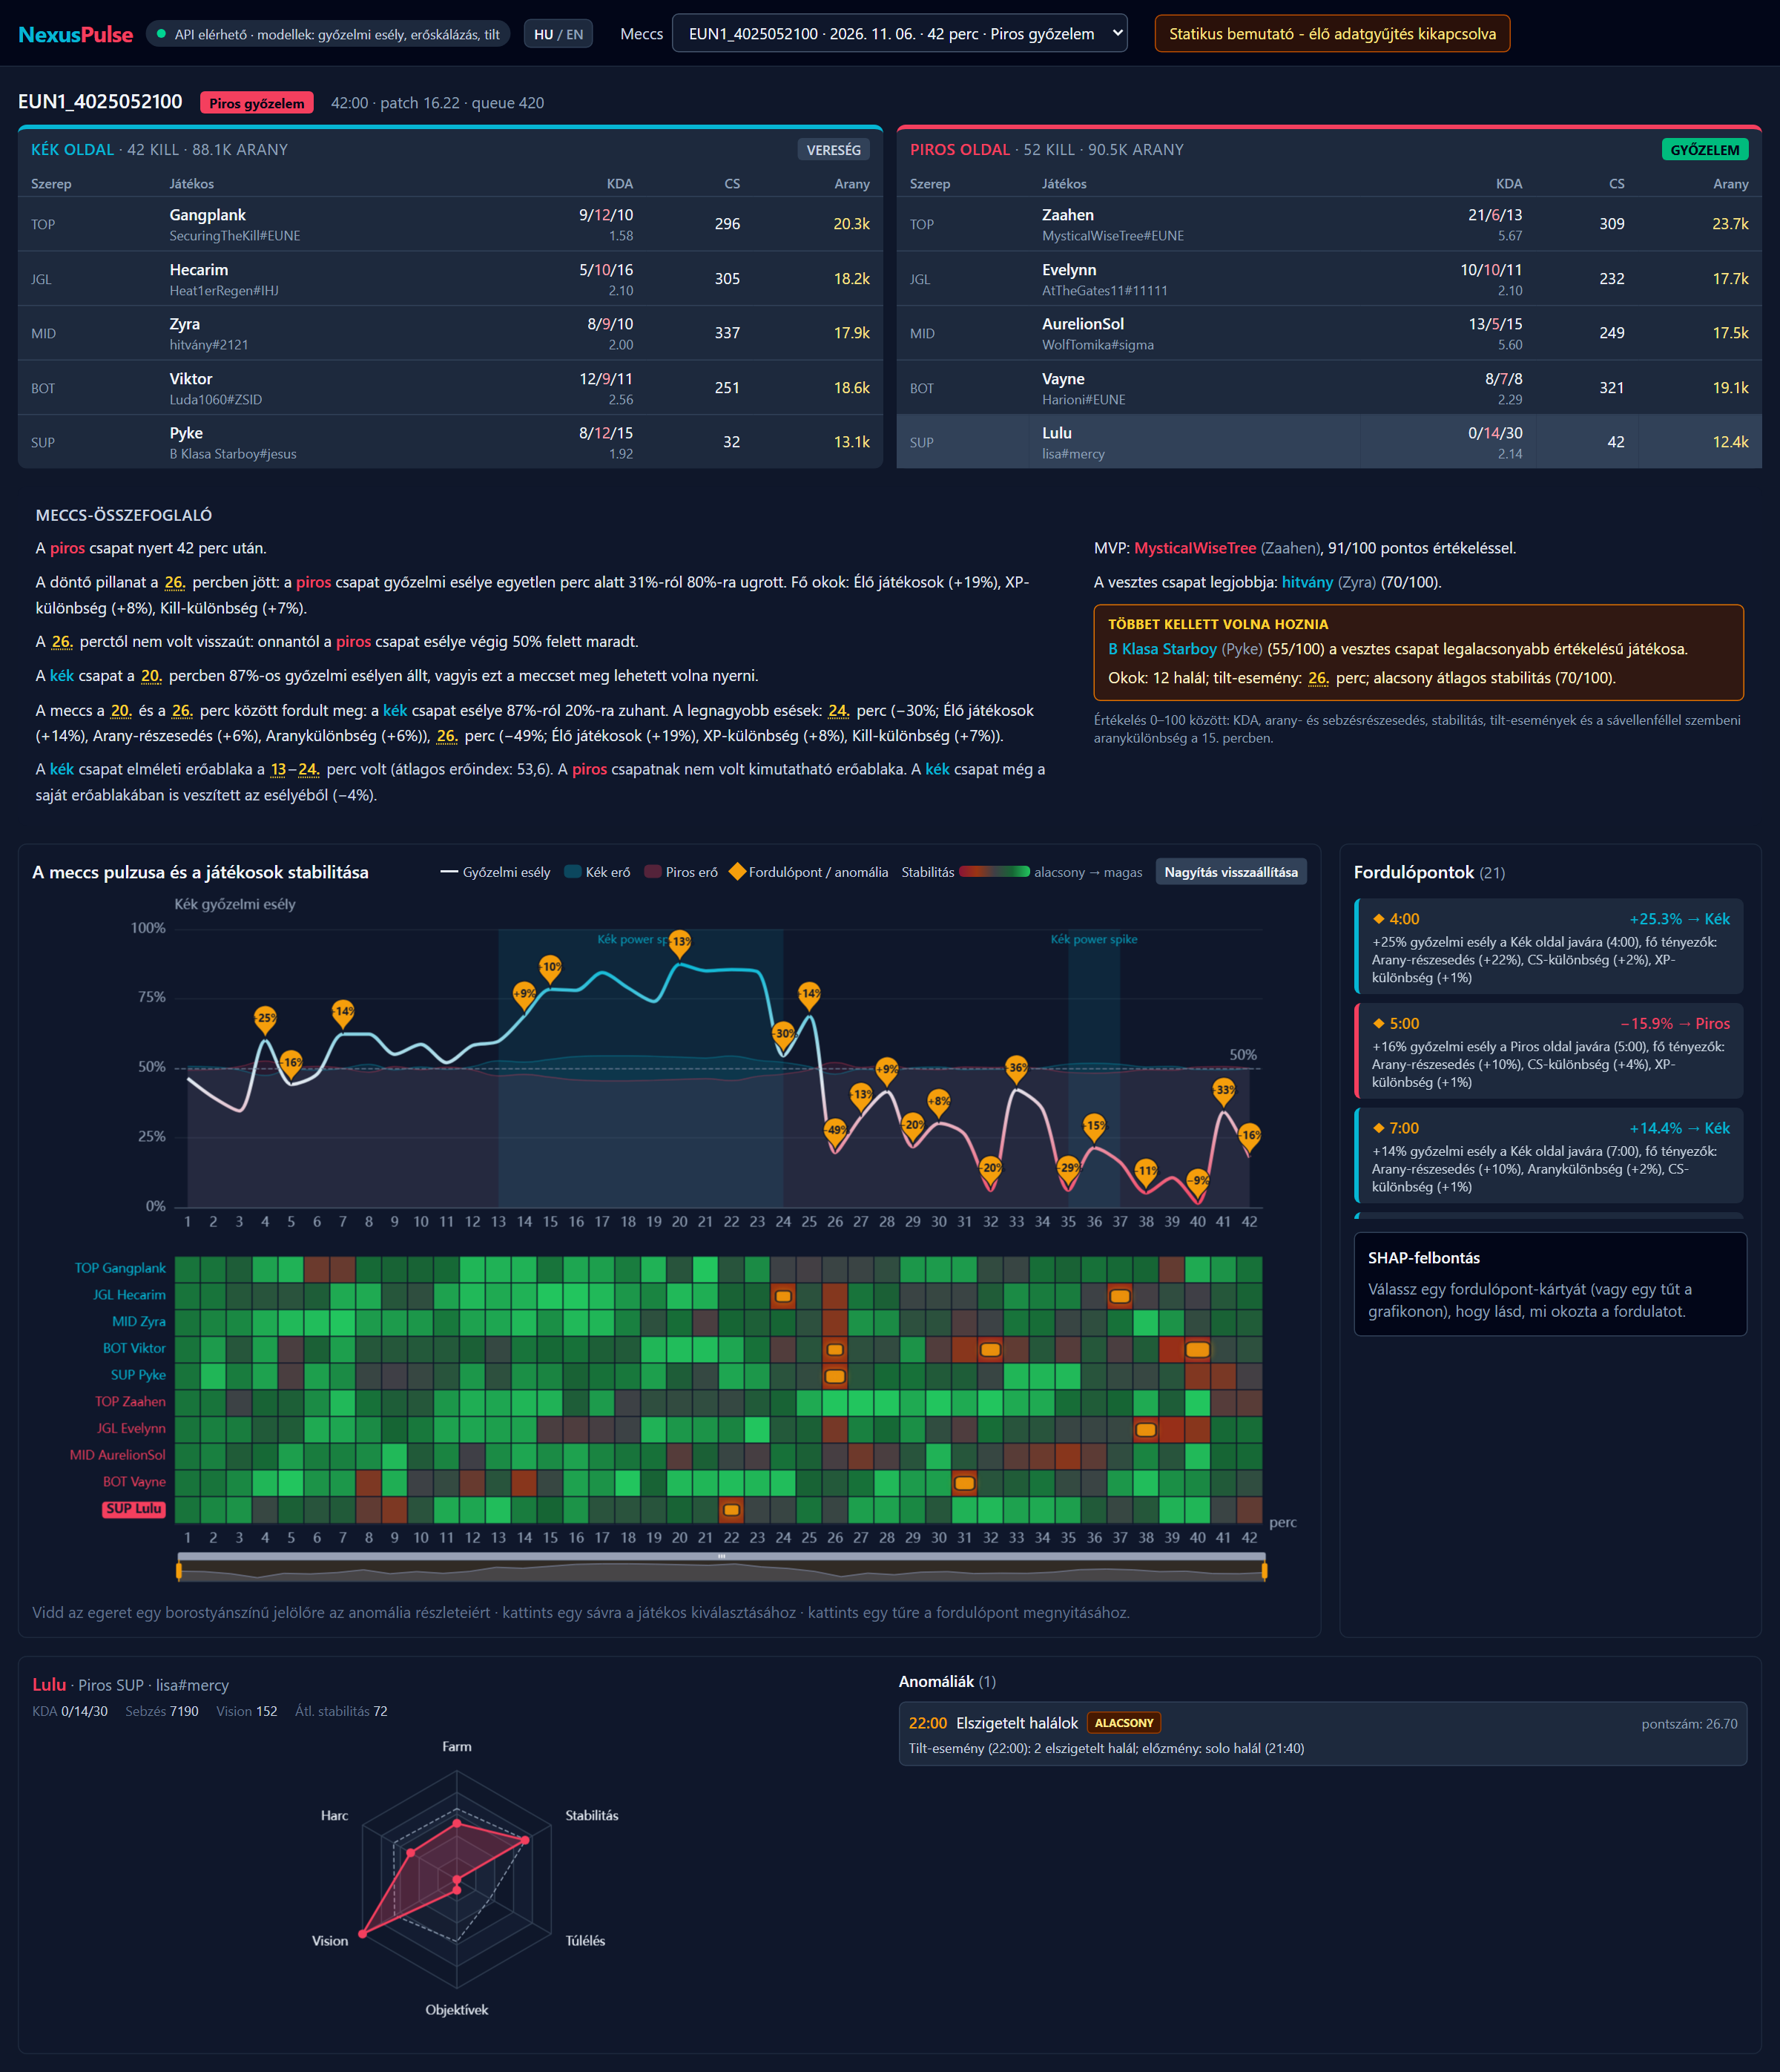 NexusPulse
API elérhető · modellek: győzelmi esély, erőskálázás, tilt
HU / EN
Meccs
EUN1_4025052100 · 2026. 11. 06. · 42 perc · Piros győzelem
Statikus bemutató - élő adatgyűjtés kikapcsolva
EUN1_4025052100
Piros győzelem
42:00 · patch 16.22 · queue 420
KÉK OLDAL · 42 KILL · 88.1K ARANY
VERESÉG
Szerep Játékos KDA CS Arany
TOP Gangplank 9/12/10 296 20.3k
SecuringTheKill#EUNE 1.58
JGL Hecarim 5/10/16 305 18.2k
Heat1erRegen#IHJ 2.10
MID Zyra 8/9/10 337 17.9k
hitvány#2121 2.00
BOT Viktor 12/9/11 251 18.6k
Luda1060#ZSID 2.56
SUP Pyke 8/12/15 32 13.1k
B Klasa Starboy#jesus 1.92
PIROS OLDAL · 52 KILL · 90.5K ARANY
GYŐZELEM
Szerep Játékos KDA CS Arany
TOP Zaahen 21/6/13 309 23.7k
MysticalWiseTree#EUNE 5.67
JGL Evelynn 10/10/11 232 17.7k
AtTheGates11#11111 2.10
MID AurelionSol 13/5/15 249 17.5k
WolfTomika#sigma 5.60
BOT Vayne 8/7/8 321 19.1k
Harioni#EUNE 2.29
SUP Lulu 0/14/30 42 12.4k
lisa#mercy 2.14
MECCS-ÖSSZEFOGLALÓ
A piros csapat nyert 42 perc után.
A döntő pillanat a 26. percben jött: a piros csapat győzelmi esélye egyetlen perc alatt 31%-ról 80%-ra ugrott. Fő okok: Élő játékosok (+19%), XP-
különbség (+8%), Kill-különbség (+7%).
A 26. perctől nem volt visszaút: onnantól a piros csapat esélye végig 50% felett maradt.
A kék csapat a 20. percben 87%-os győzelmi esélyen állt, vagyis ezt a meccset meg lehetett volna nyerni.
A meccs a 20. és a 26. perc között fordult meg: a kék csapat esélye 87%-ról 20%-ra zuhant. A legnagyobb esések: 24. perc (−30%; Élő játékosok
(+14%), Arany-részesedés (+6%), Aranykülönbség (+6%)), 26. perc (−49%; Élő játékosok (+19%), XP-különbség (+8%), Kill-különbség (+7%)).
A kék csapat elméleti erőablaka a 13–24. perc volt (átlagos erőindex: 53,6). A piros csapatnak nem volt kimutatható erőablaka. A kék csapat még a
saját erőablakában is veszített az esélyéből (−4%).
MVP: MysticalWiseTree (Zaahen), 91/100 pontos értékeléssel.
A vesztes csapat legjobbja: hitvány (Zyra) (70/100).
TÖBBET KELLETT VOLNA HOZNIA
B Klasa Starboy (Pyke) (55/100) a vesztes csapat legalacsonyabb értékelésű játékosa.
Okok: 12 halál; tilt-esemény: 26. perc; alacsony átlagos stabilitás (70/100).
Értékelés 0–100 között: KDA, arany- és sebzésrészesedés, stabilitás, tilt-események és a sávellenféllel szembeni
aranykülönbség a 15. percben.
A meccs pulzusa és a játékosok stabilitása
Győzelmi esély Kék erő Piros erő Fordulópont / anomália Stabilitás alacsony → magas
Nagyítás visszaállítása
Kék győzelmi esély
100%
75%
50%
25%
0%
Kék power sp
Kék power spike
50%
25%
16%
14%
+9%
10%
13%
30%
14%
49%
13%
+9%
20%
+8%
20%
36%
29%
15%
11%
−9%
33%
16%
1 2 3 4 5 6 7 8 9 10 11 12 13 14 15 16 17 18 19 20 21 22 23 24 25 26 27 28 29 30 31 32 33 34 35 36 37 38 39 40 41 42
TOP Gangplank
JGL Hecarim
MID Zyra
BOT Viktor
SUP Pyke
TOP Zaahen
JGL Evelynn
MID AurelionSol
BOT Vayne
SUP Lulu
1 2 3 4 5 6 7 8 9 10 11 12 13 14 15 16 17 18 19 20 21 22 23 24 25 26 27 28 29 30 31 32 33 34 35 36 37 38 39 40 41 42
perc
Vidd az egeret egy borostyánszínű jelölőre az anomália részleteiért · kattints egy sávra a játékos kiválasztásához · kattints egy tűre a fordulópont megnyitásához.
Fordulópontok (21)
◆ 4:00 +25.3% → Kék
+25% győzelmi esély a Kék oldal javára (4:00), fő tényezők:
Arany-részesedés (+22%), CS-különbség (+2%), XP-
különbség (+1%)
◆ 5:00 −15.9% → Piros
+16% győzelmi esély a Piros oldal javára (5:00), fő tényezők:
Arany-részesedés (+10%), CS-különbség (+4%), XP-
különbség (+1%)
◆ 7:00 +14.4% → Kék
+14% győzelmi esély a Kék oldal javára (7:00), fő tényezők:
Arany-részesedés (+10%), Aranykülönbség (+2%), CS-
különbség (+1%)
SHAP-felbontás
Válassz egy fordulópont-kártyát (vagy egy tűt a
grafikonon), hogy lásd, mi okozta a fordulatot.
Lulu · Piros SUP · lisa#mercy
KDA 0/14/30 Sebzés 7190 Vision 152 Átl. stabilitás 72
Farm
Stabilitás
Túlélés
Objektívek
Vision
Harc
Anomáliák (1)
22:00 Elszigetelt halálok ALACSONY pontszám: 26.70
Tilt-esemény (22:00): 2 elszigetelt halál; előzmény: solo halál (21:40)